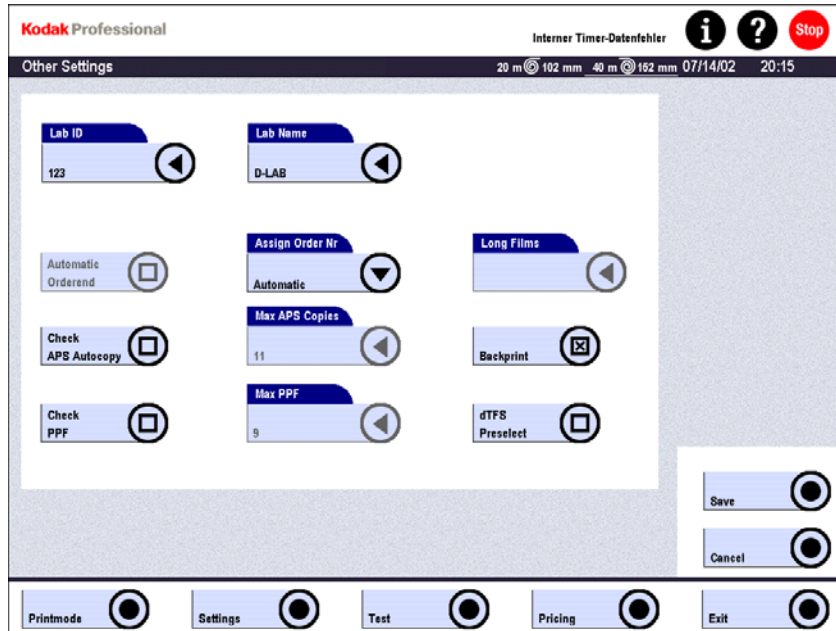 Kodak Professional
Interner Timer-Datenfehler
i
?
Stop
Other Settings
20 m 102 mm 40 m 162 mm 07/14/02 20:15
Lab ID
123
Lab Name
D-LAB
Automatic
Orderend
Assign Order Nr
Automatic
Long Films
Check
APS Autocopy
Max APS Copies
11
Backprint
Check
PPF
Max PPF
9
dTFS
Preselect
Save
Cancel
Printmode
Settings
Test
Pricing
Exit